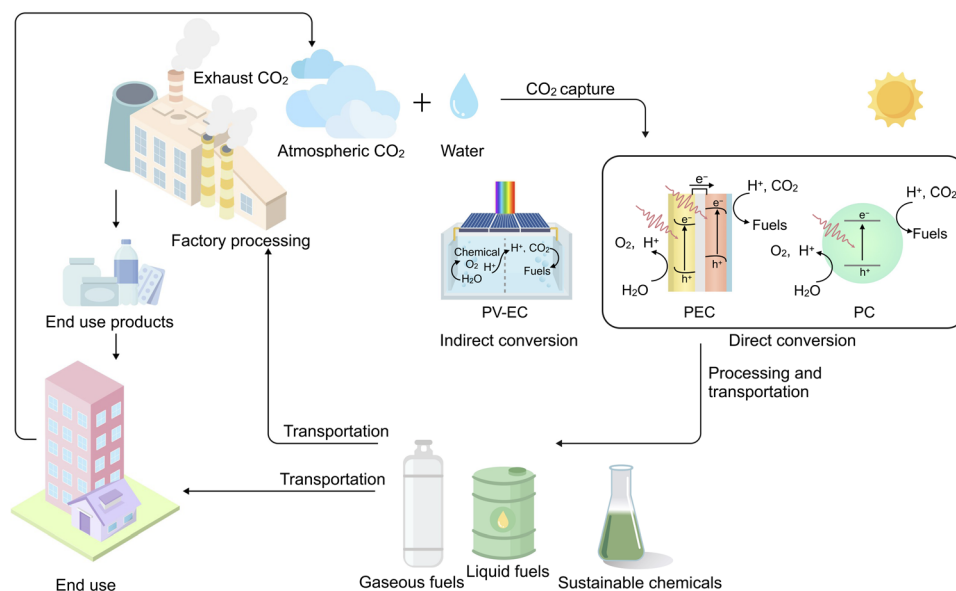 Exhaust CO₂
Atmospheric CO₂
+
Water
CO₂ capture
Factory processing
End use products
End use
Chemical
O₂
H⁺
H₂O
H⁺, CO₂
Fuels
PV-EC
Indirect conversion
e⁻
e⁻
e⁻
h⁺
h⁺
O₂, H⁺
H₂O
H⁺, CO₂
Fuels
PEC
e⁻
h⁺
O₂, H⁺
H₂O
H⁺, CO₂
Fuels
PC
Direct conversion
Processing and
transportation
Transportation
Transportation
Gaseous fuels
Liquid fuels
Sustainable chemicals